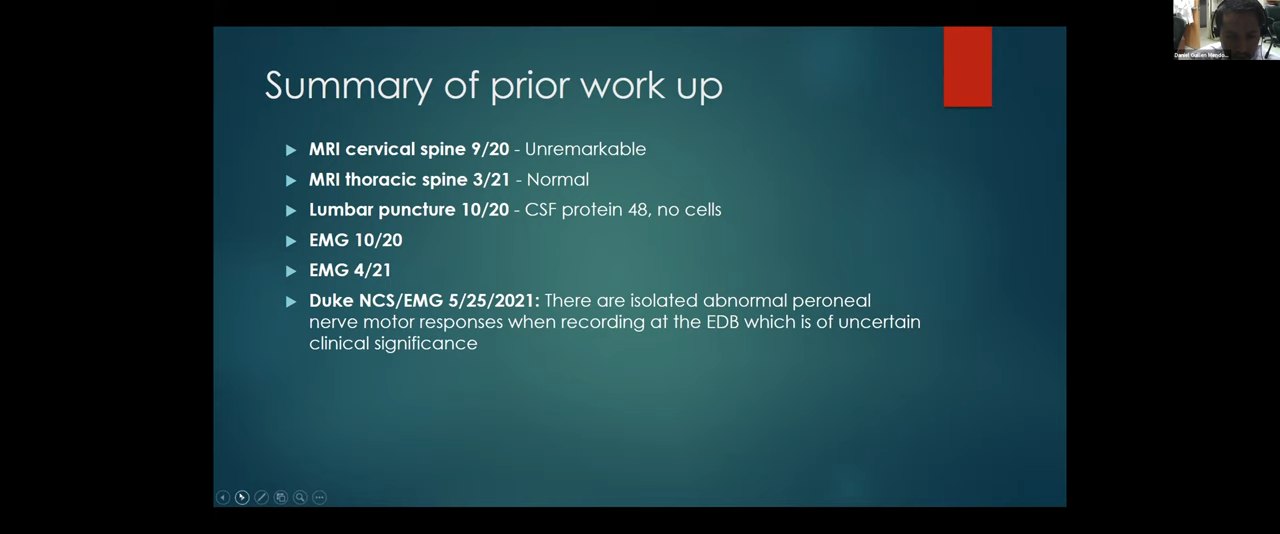 Summary of prior work up
MRI cervical spine 9/20 - Unremarkable
MRI thoracic spine 3/21 - Normal
Lumbar puncture 10/20 - CSF protein 48, no cells
EMG 10/20
EMG 4/21
Duke NCS/EMG 5/25/2021: There are isolated abnormal peroneal
nerve motor responses when recording at the EDB which is of uncertain
clinical significance
Daniel Guillen